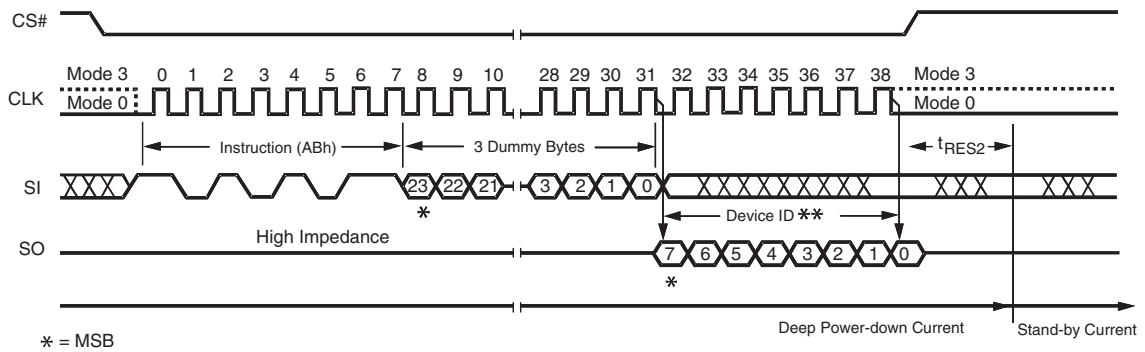 CS#
Mode 3 0 1 2 3 4 5 6 7 8 9 10 28 29 30 31 32 33 34 35 36 37 38 Mode 3
CLK Mode 0 Mode 0
Instruction (ABh) 3 Dummy Bytes tRES2
SI 23 22 21 3 2 1 0
* Device ID **
High Impedance
SO 7 6 5 4 3 2 1 0
*
Deep Power-down Current Stand-by Current
* = MSB